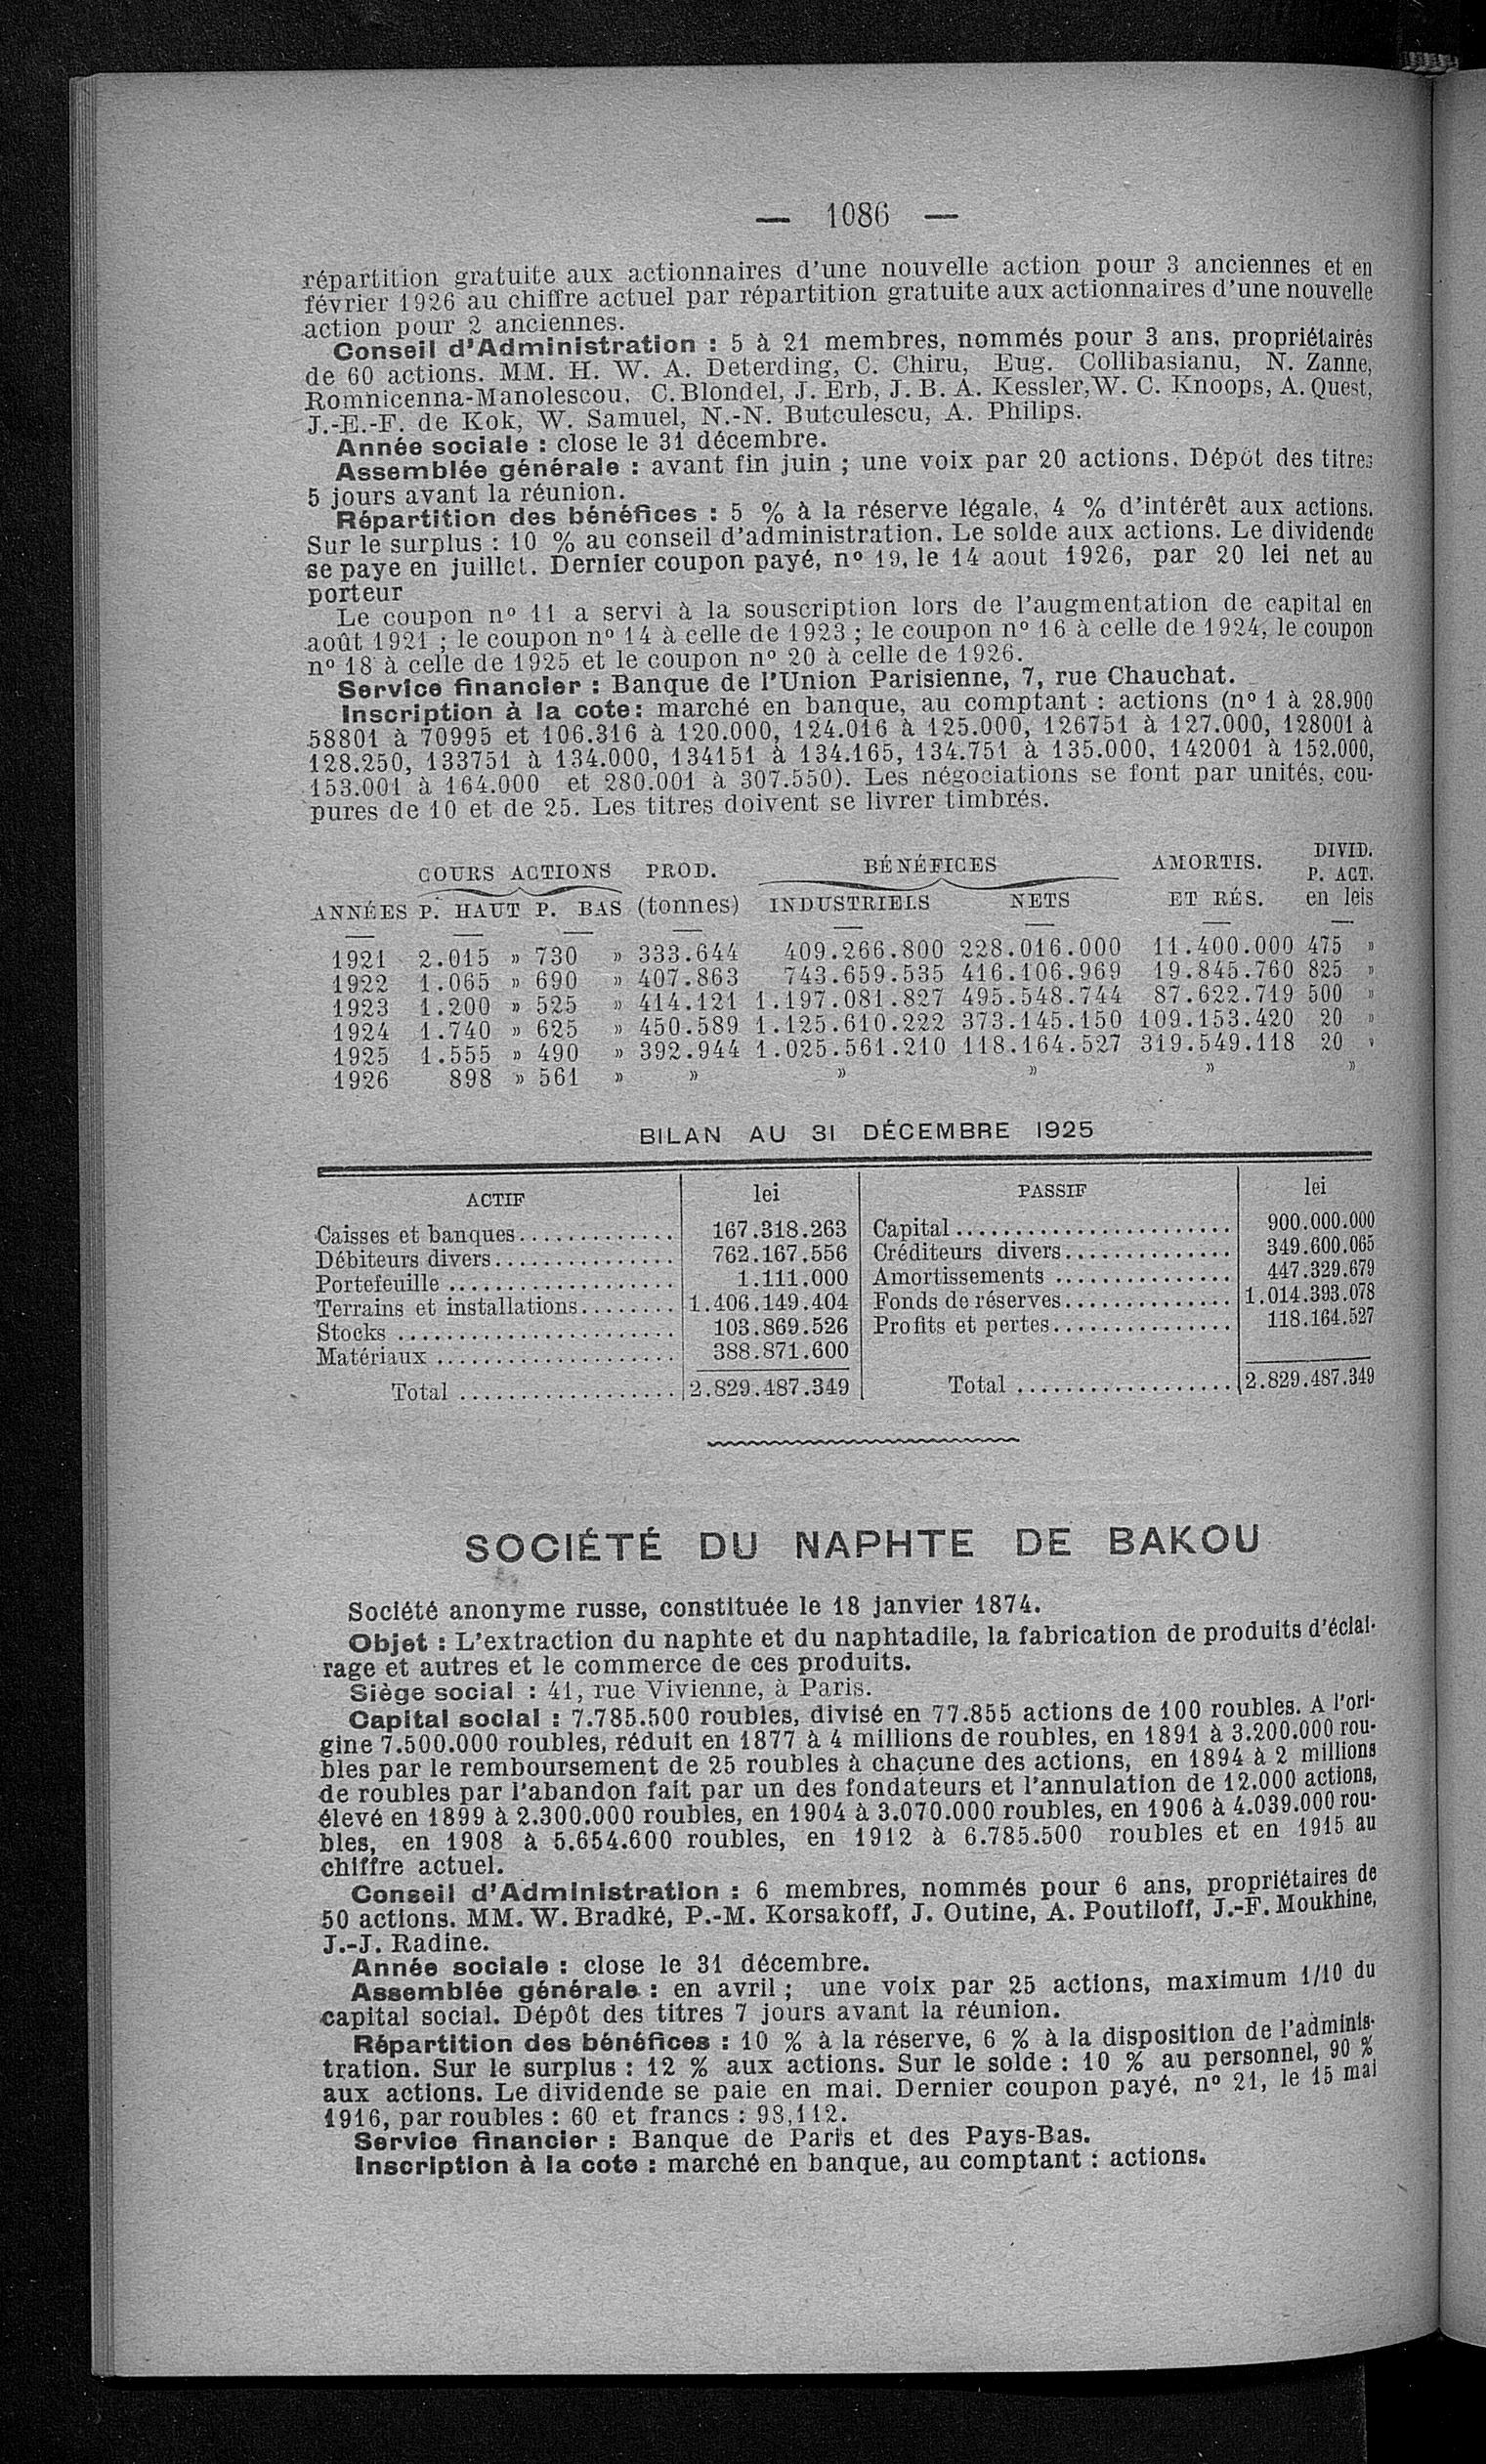 — 1086 —
répartition gratuite aux actionnaires d'une nouvelle action pour 3 anciennes et en
février 1926 au chiffre actuel par répartition gratuite aux actionnaires d'une nouvelle
action pour 2 anciennes.
Conseil d'Administration : 5 à 21 membres, nommés pour 3 ans, propriétaires
de 60 actions. MM. H. W. A. Deterding, C. Chiru, Eug. Collibasianu, N. Zanne,
Romnicenna-Manolescou, C. Blondel, J. Erb, J. B. A. Kessler, W. C. Knoops, A. Quest,
J.-E.-F. de Kok, W. Samuel, N.-N. Butculescu, A. Philips.
Année sociale : close le 31 décembre.
Assemblée générale : avant fin juin ; une voix par 20 actions. Dépôt des titres
5 jours avant la réunion.
Répartition des bénéfices : 5 % à la réserve légale, 4 % d'intérêt aux actions.
Sur le surplus : 10 % au conseil d'administration. Le solde aux actions. Le dividende
se paye en juillet. Dernier coupon payé, nº 19, le 14 aout 1926, par 20 lei net au
porteur
Le coupon nº 11 a servi à la souscription lors de l'augmentation de capital en
août 1921 ; le coupon nº 14 à celle de 1923 ; le coupon nº 16 à celle de 1924, le coupon
nº 18 à celle de 1925 et le coupon nº 20 à celle de 1926.
Service financier : Banque de l'Union Parisienne, 7, rue Chauchat.
Inscription à la cote : marché en banque, au comptant : actions (nº 1 à 28.900
58801 à 70995 et 106.316 à 120.000, 124.016 à 125.000, 126751 à 127.000, 128001 à
128.250, 133751 à 134.000, 134151 à 134.165, 134.751 à 135.000, 142001 à 152.000,
153.001 à 164.000 et 280.001 à 307.550). Les négociations se font par unités, cou-
pures de 10 et de 25. Les titres doivent se livrer timbrés.
COURS ACTIONS PROD. BÉNÉFICES AMORTIS. DIVID. P. ACT.
ANNÉES P. HAUT P. BAS (tonnes) INDUSTRIELS NETS ET RÉS. en leis
1921 2.015 » 730 » 333.644 409.266.800 228.016.000 11.400.000 475 »
1922 1.065 » 690 » 407.863 743.659.535 416.106.969 19.845.760 825 »
1923 1.200 » 525 » 414.121 1.197.081.827 495.548.744 87.622.719 500 »
1924 1.740 » 625 » 450.589 1.125.610.222 373.145.150 109.153.420 20 »
1925 1.555 » 490 » 392.944 1.025.561.210 118.164.527 319.549.118 20 »
1926 898 » 561 » » » » » »
BILAN AU 31 DÉCEMBRE 1925
ACTIF lei PASSIF lei
Caisses et banques............. 167.318.263 Capital....................... 900.000.000
Débiteurs divers............... 762.167.556 Créditeurs divers.............. 349.600.065
Portefeuille ................... 1.111.000 Amortissements ............... 447.329.679
Terrains et installations........ 1.406.149.404 Fonds de réserves.............. 1.014.393.078
Stocks ....................... 103.869.526 Profits et pertes............... 118.164.527
Matériaux .................... 388.871.600
Total .................. 2.829.487.349 Total .................. 2.829.487.349
SOCIÉTÉ DU NAPHTE DE BAKOU
Société anonyme russe, constituée le 18 janvier 1874.
Objet : L'extraction du naphte et du naphtadile, la fabrication de produits d'éclai-
rage et autres et le commerce de ces produits.
Siège social : 41, rue Vivienne, à Paris.
Capital social : 7.785.500 roubles, divisé en 77.855 actions de 100 roubles. A l'ori-
gine 7.500.000 roubles, réduit en 1877 à 4 millions de roubles, en 1891 à 3.200.000 rou-
bles par le remboursement de 25 roubles à chacune des actions, en 1894 à 2 millions
de roubles par l'abandon fait par un des fondateurs et l'annulation de 12.000 actions,
élevé en 1899 à 2.300.000 roubles, en 1904 à 3.070.000 roubles, en 1906 à 4.039.000 rou-
bles, en 1908 à 5.654.600 roubles, en 1912 à 6.785.500 roubles et en 1915 au
chiffre actuel.
Conseil d'Administration : 6 membres, nommés pour 6 ans, propriétaires de
50 actions. MM. W. Bradké, P.-M. Korsakoff, J. Outine, A. Poutiloff, J.-F. Moukhine,
J.-J. Radine.
Année sociale : close le 31 décembre.
Assemblée générale : en avril ; une voix par 25 actions, maximum 1/10 du
capital social. Dépôt des titres 7 jours avant la réunion.
Répartition des bénéfices : 10 % à la réserve, 6 % à la disposition de l'adminis-
tration. Sur le surplus : 12 % aux actions. Sur le solde : 10 % au personnel, 90 %
aux actions. Le dividende se paie en mai. Dernier coupon payé, nº 21, le 15 mai
1916, par roubles : 60 et francs : 98,112.
Service financier : Banque de Paris et des Pays-Bas.
Inscription à la cote : marché en banque, au comptant : actions.